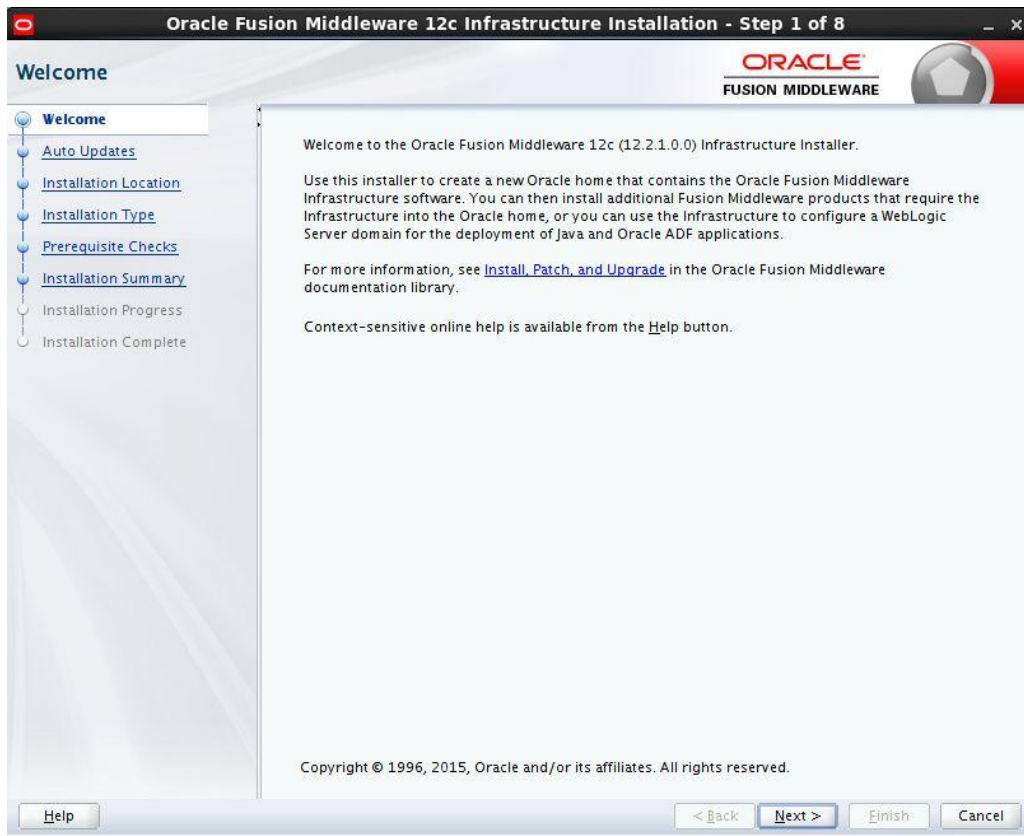 Oracle Fusion Middleware 12c Infrastructure Installation - Step 1 of 8
Welcome
ORACLE
FUSION MIDDLEWARE
Welcome
Auto Updates
Installation Location
Installation Type
Prerequisite Checks
Installation Summary
Installation Progress
Installation Complete
Welcome to the Oracle Fusion Middleware 12c (12.2.1.0.0) Infrastructure Installer.
Use this installer to create a new Oracle home that contains the Oracle Fusion Middleware
Infrastructure software. You can then install additional Fusion Middleware products that require the
Infrastructure into the Oracle home, or you can use the Infrastructure to configure a WebLogic
Server domain for the deployment of Java and Oracle ADF applications.
For more information, see Install, Patch, and Upgrade in the Oracle Fusion Middleware
documentation library.
Context-sensitive online help is available from the Help button.
Copyright © 1996, 2015, Oracle and/or its affiliates. All rights reserved.
Help
< Back
Next >
Finish
Cancel